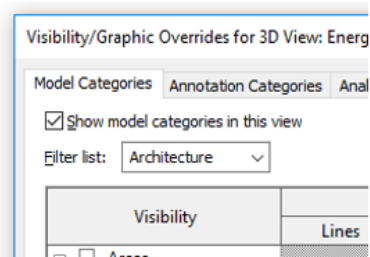 Visibility/Graphic Overrides for 3D View: Energ
Model Categories Annotation Categories Anal
Show model categories in this view
Filter list: Architecture
Visibility
Lines
Areas